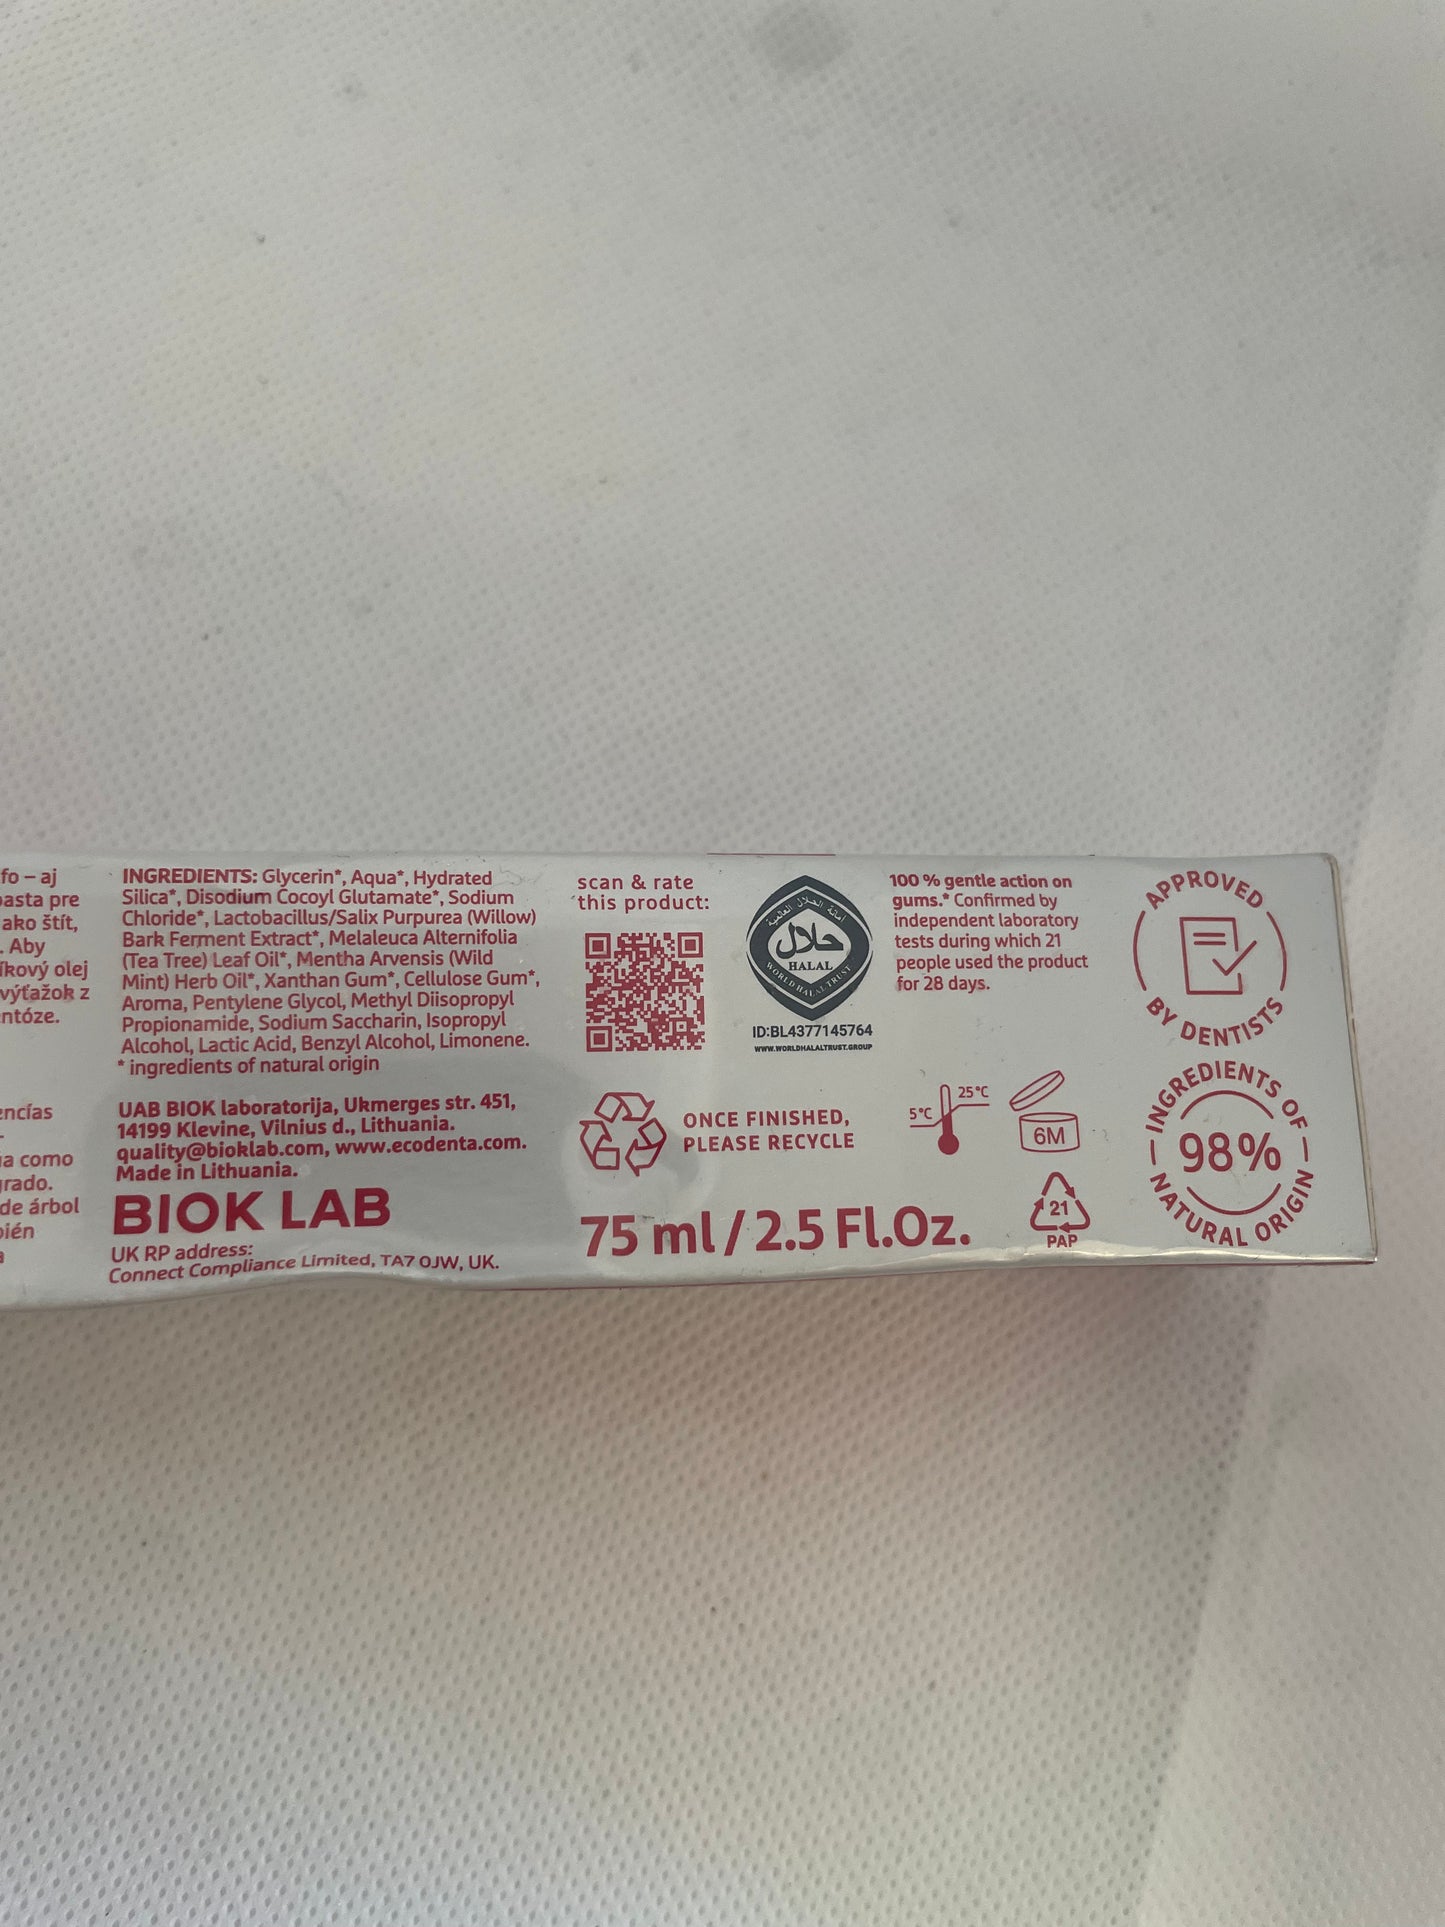 fo – aj
pasta pre
ako štít,
. Aby
íkový olej
výťažok z
ntóze.
encías
como
grado.
de árbol
bién
INGREDIENTS: Glycerin*, Aqua*, Hydrated
Silica*, Disodium Cocoyl Glutamate*, Sodium
Chloride*, Lactobacillus/Salix Purpurea (Willow)
Bark Ferment Extract*, Melaleuca Alternifolia
(Tea Tree) Leaf Oil*, Mentha Arvensis (Wild
Mint) Herb Oil*, Xanthan Gum*, Cellulose Gum*,
Aroma, Pentylene Glycol, Methyl Diisopropyl
Propionamide, Sodium Saccharin, Isopropyl
Alcohol, Lactic Acid, Benzyl Alcohol, Limonene.
* ingredients of natural origin
UAB BIOK laboratorija, Ukmerges str. 451,
14199 Klevine, Vilnius d., Lithuania.
quality@bioklab.com, www.ecodenta.com.
Made in Lithuania.
BIOK LAB
UK RP address:
Connect Compliance Limited, TA7 0JW, UK.
scan & rate
this product:
أمانة الحلال العالمية
حلال
HALAL
WORLD HALAL TRUST
ID:BL4377145764
WWW.WORLDHALALTRUST.GROUP
100 % gentle action on
gums.* Confirmed by
independent laboratory
tests during which 21
people used the product
for 28 days.
APPROVED
BY DENTISTS
ONCE FINISHED,
PLEASE RECYCLE
5°C
25°C
6M
INGREDIENTS OF
98%
NATURAL ORIGIN
75 ml / 2.5 Fl.Oz.
21
PAP